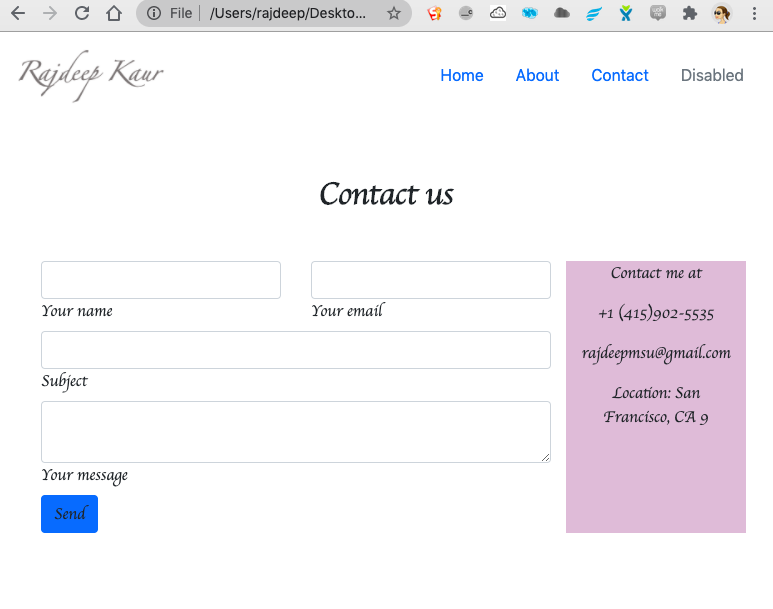 File
/Users/rajdeep/Deskto...
Rajdeep Kaur
Home
About
Contact
Disabled
Contact us
Your name
Your email
Subject
Your message
Send
Contact me at
+1 (415)902-5535
rajdeepmsu@gmail.com
Location: San
Francisco, CA 9